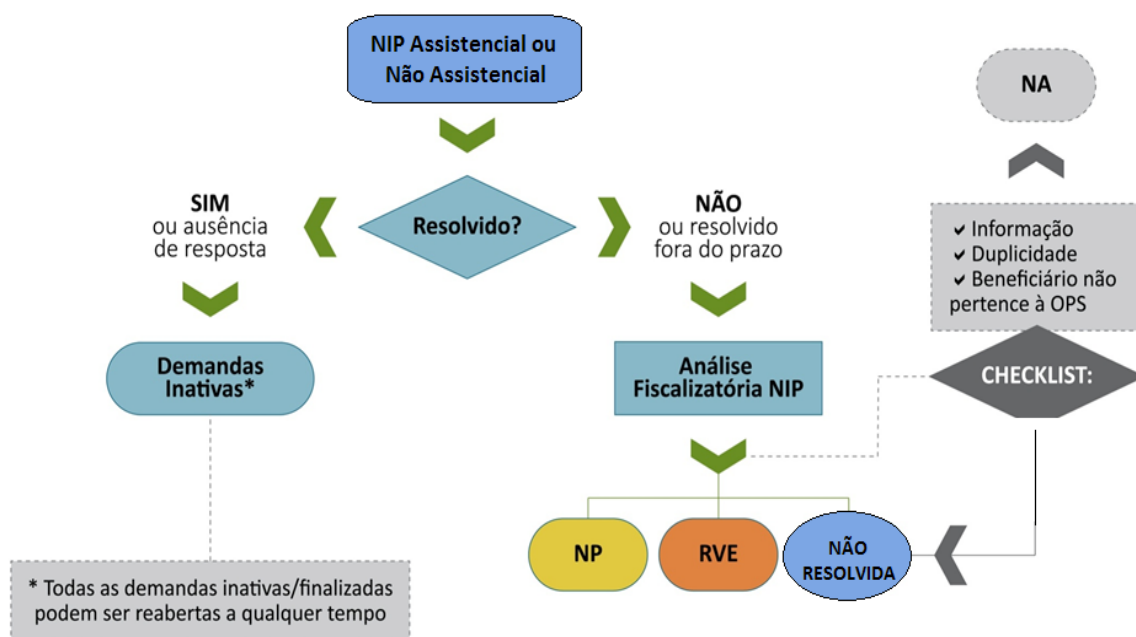 NIP Assistencial ou
Não Assistencial
NA
SIM
ou ausência
de resposta
Resolvido?
NÃO
ou resolvido
fora do prazo
✔ Informação
✔ Duplicidade
✔ Beneficiário não
pertence à OPS
Demandas
Inativas*
Análise
Fiscalizatória NIP
CHECKLIST:
NP
RVE
NÃO
RESOLVIDA
* Todas as demandas inativas/finalizadas
podem ser reabertas a qualquer tempo